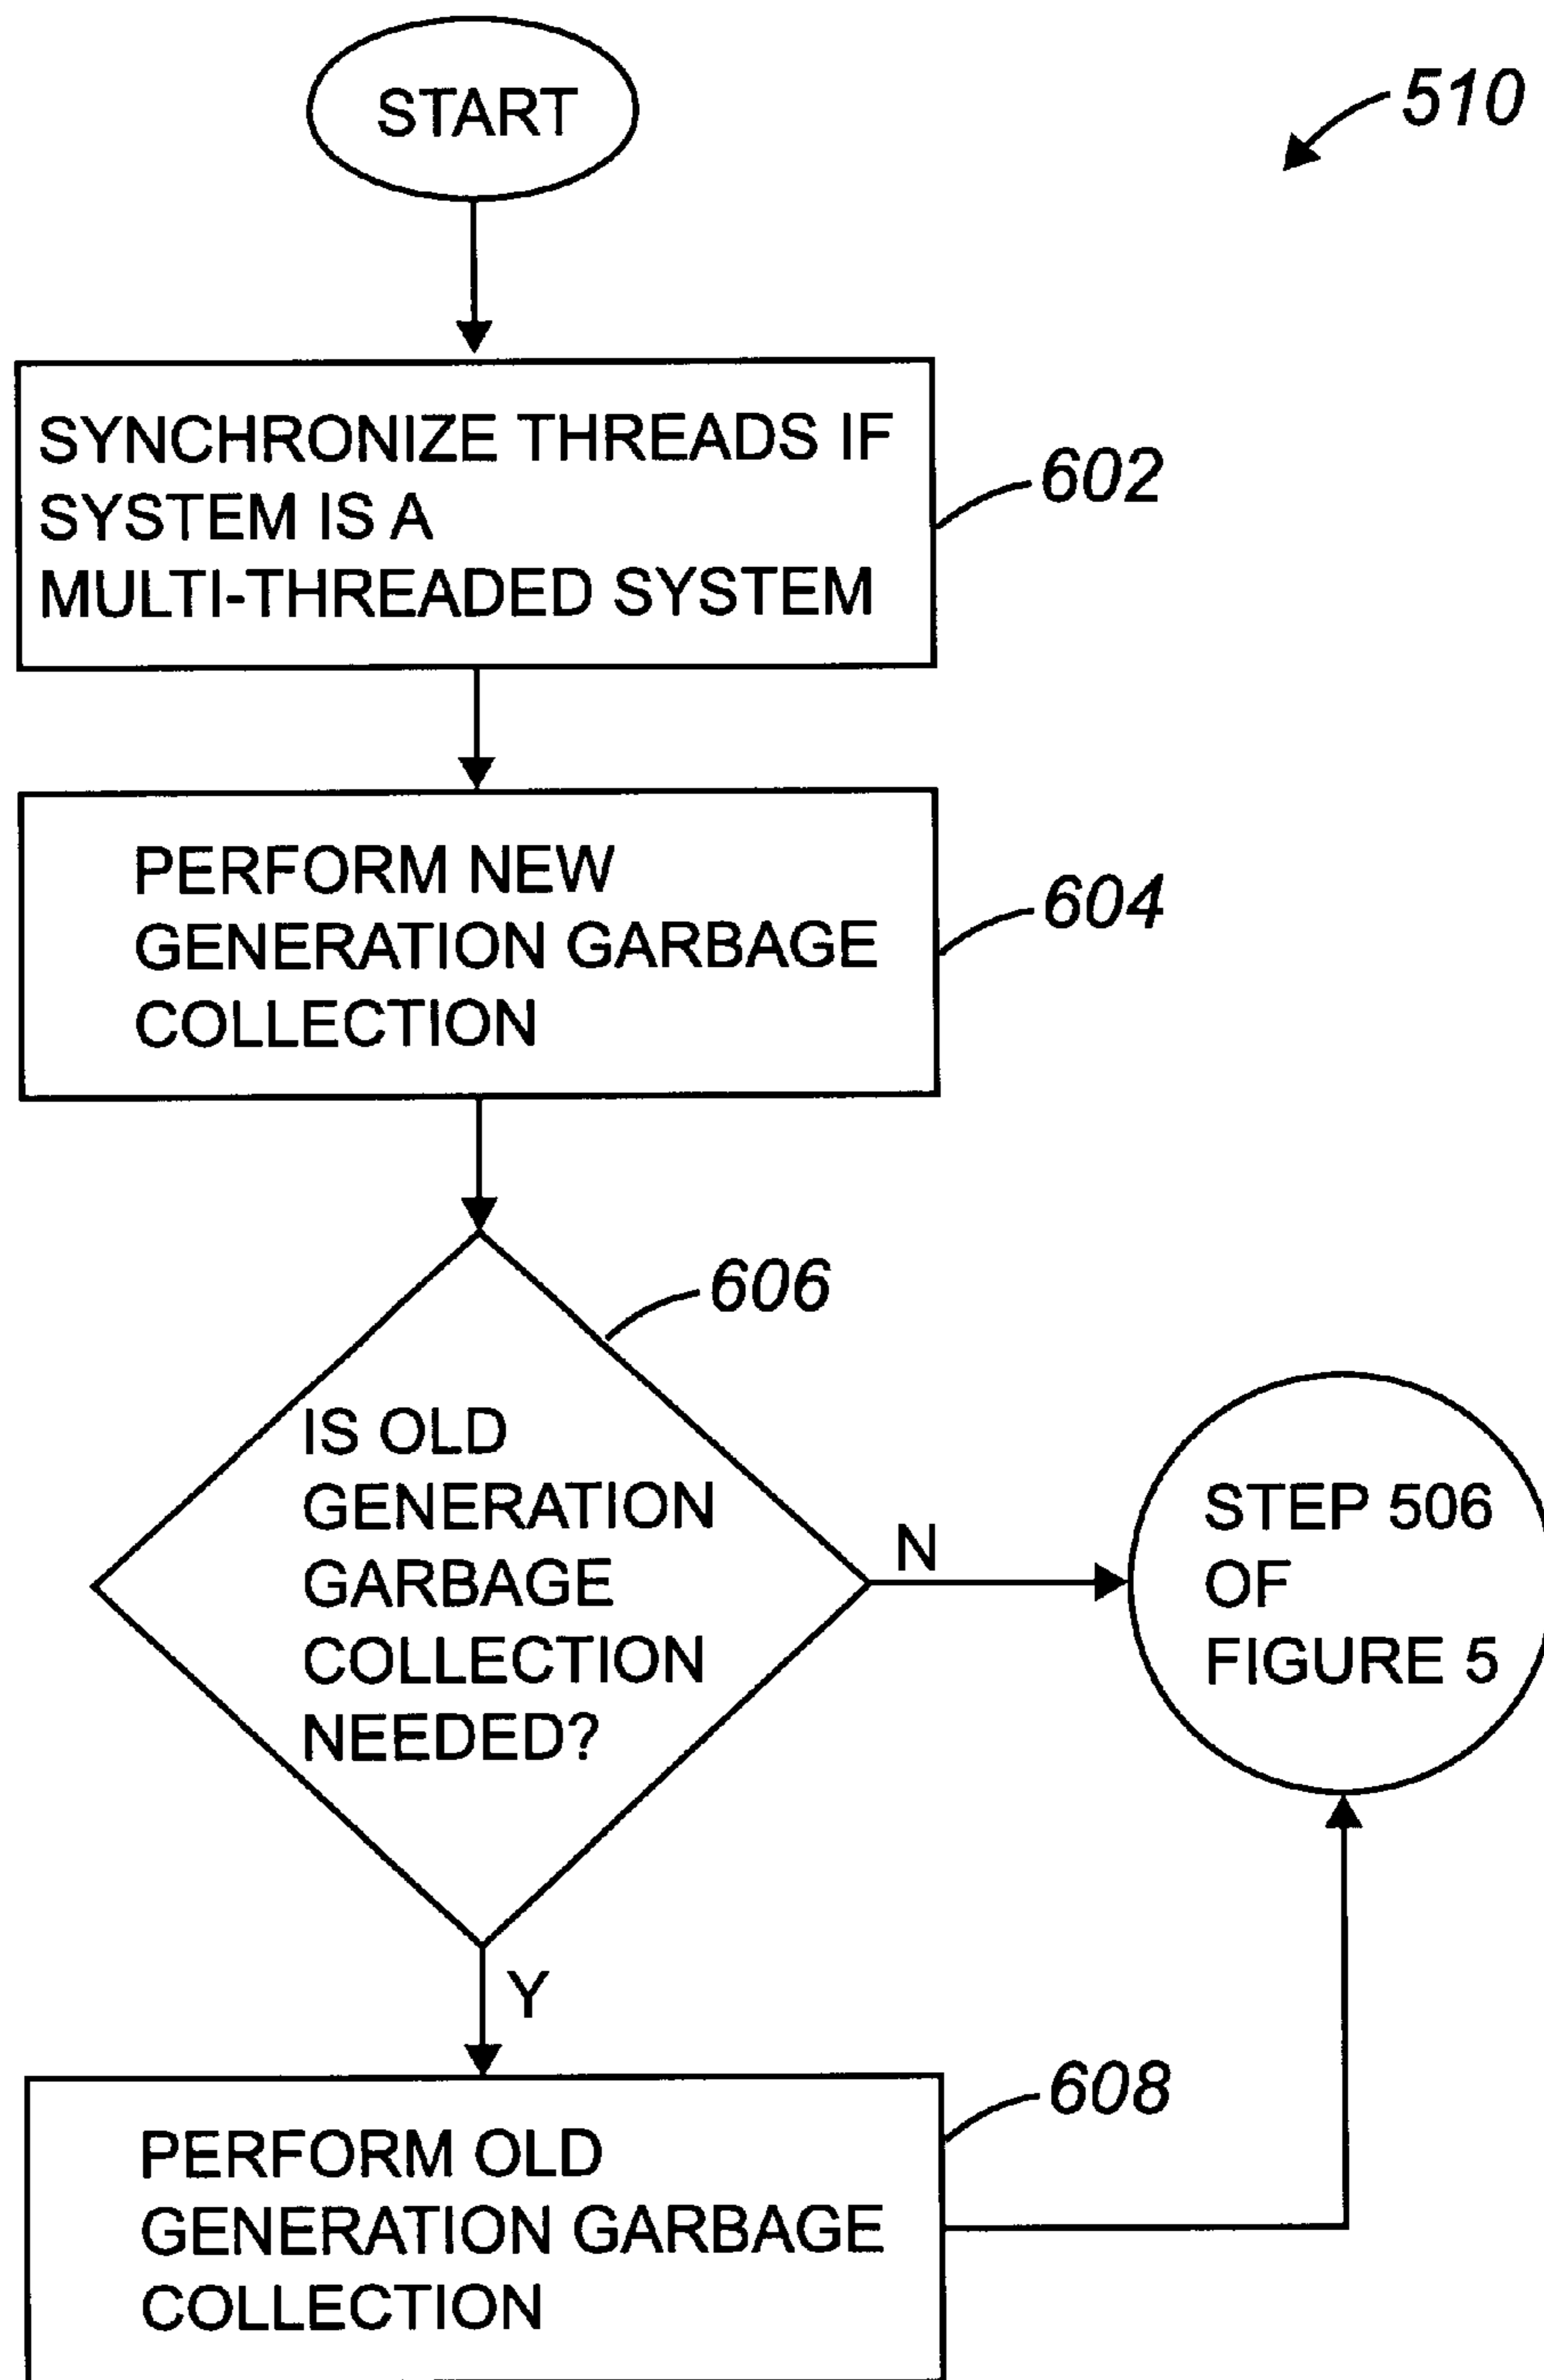 START
510
SYNCHRONIZE THREADS IF
SYSTEM IS A
MULTI-THREADED SYSTEM
602
PERFORM NEW
GENERATION GARBAGE
COLLECTION
604
606
IS OLD
GENERATION
GARBAGE
COLLECTION
NEEDED?
N
STEP 506
OF
FIGURE 5
Y
608
PERFORM OLD
GENERATION GARBAGE
COLLECTION